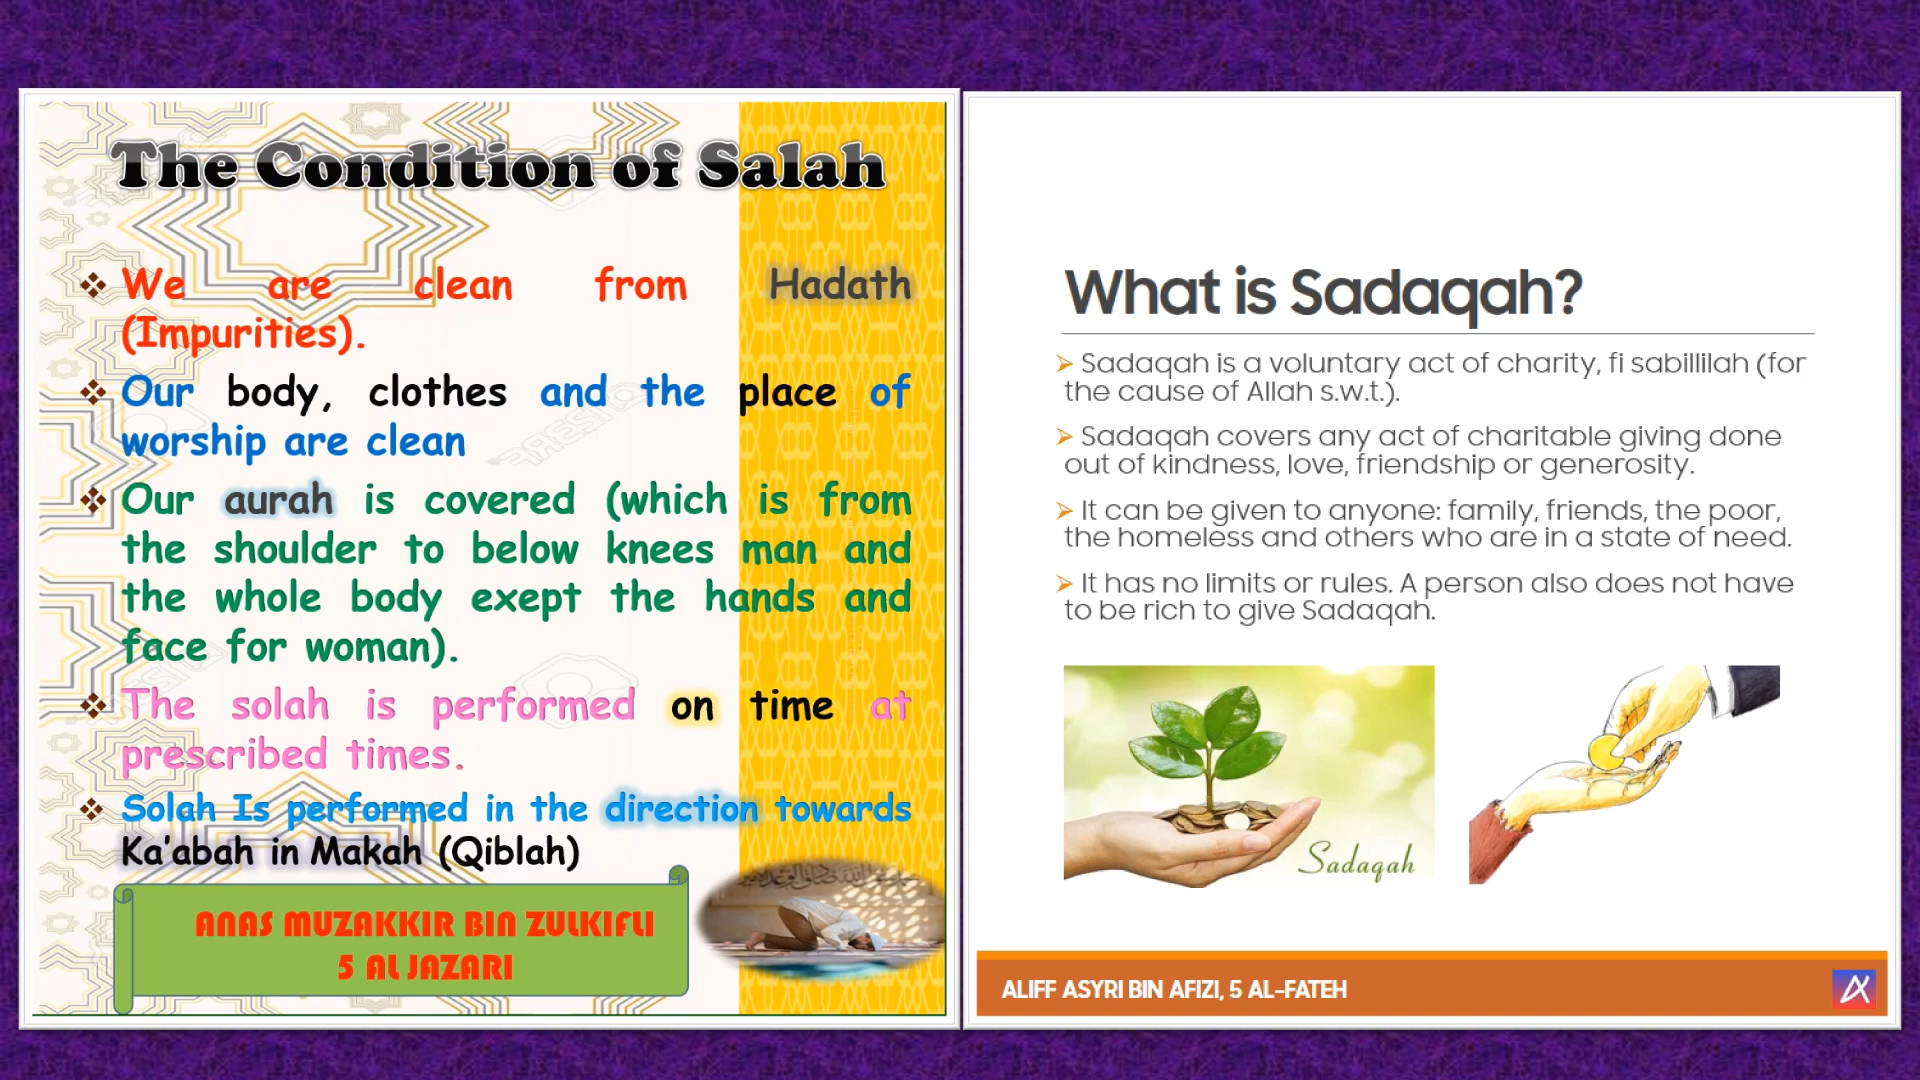 The Condition of Salah
❖ We are clean from Hadath
(Impurities).
❖ Our body, clothes and the place of
worship are clean
❖ Our aurah is covered (which is from
the shoulder to below knees man and
the whole body exept the hands and
face for woman).
❖ The solah is performed on time at
prescribed times.
❖ Solah Is performed in the direction towards
Ka’abah in Makah (Qiblah)
ANAS MUZAKKIR BIN ZULKIFLI
5 AL JAZARI
What is Sadaqah?
➢ Sadaqah is a voluntary act of charity, fi sabillilah (for
the cause of Allah s.w.t.).
➢ Sadaqah covers any act of charitable giving done
out of kindness, love, friendship or generosity.
➢ It can be given to anyone: family, friends, the poor,
the homeless and others who are in a state of need.
➢ It has no limits or rules. A person also does not have
to be rich to give Sadaqah.
Sadaqah
ALIFF ASYRI BIN AFIZI, 5 AL-FATEH